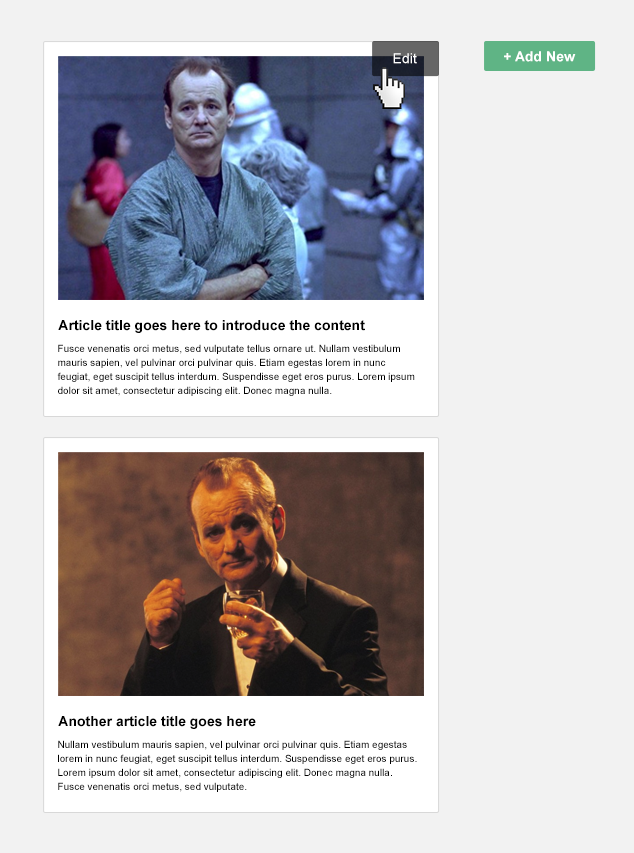 Edit
+ Add New
Article title goes here to introduce the content
Fusce venenatis orci metus, sed vulputate tellus ornare ut. Nullam vestibulum
mauris sapien, vel pulvinar orci pulvinar quis. Etiam egestas lorem in nunc
feugiat, eget suscipit tellus interdum. Suspendisse eget eros purus. Lorem ipsum
dolor sit amet, consectetur adipiscing elit. Donec magna nulla.
Another article title goes here
Nullam vestibulum mauris sapien, vel pulvinar orci pulvinar quis. Etiam egestas
lorem in nunc feugiat, eget suscipit tellus interdum. Suspendisse eget eros purus.
Lorem ipsum dolor sit amet, consectetur adipiscing elit. Donec magna nulla.
Fusce venenatis orci metus, sed vulputate.